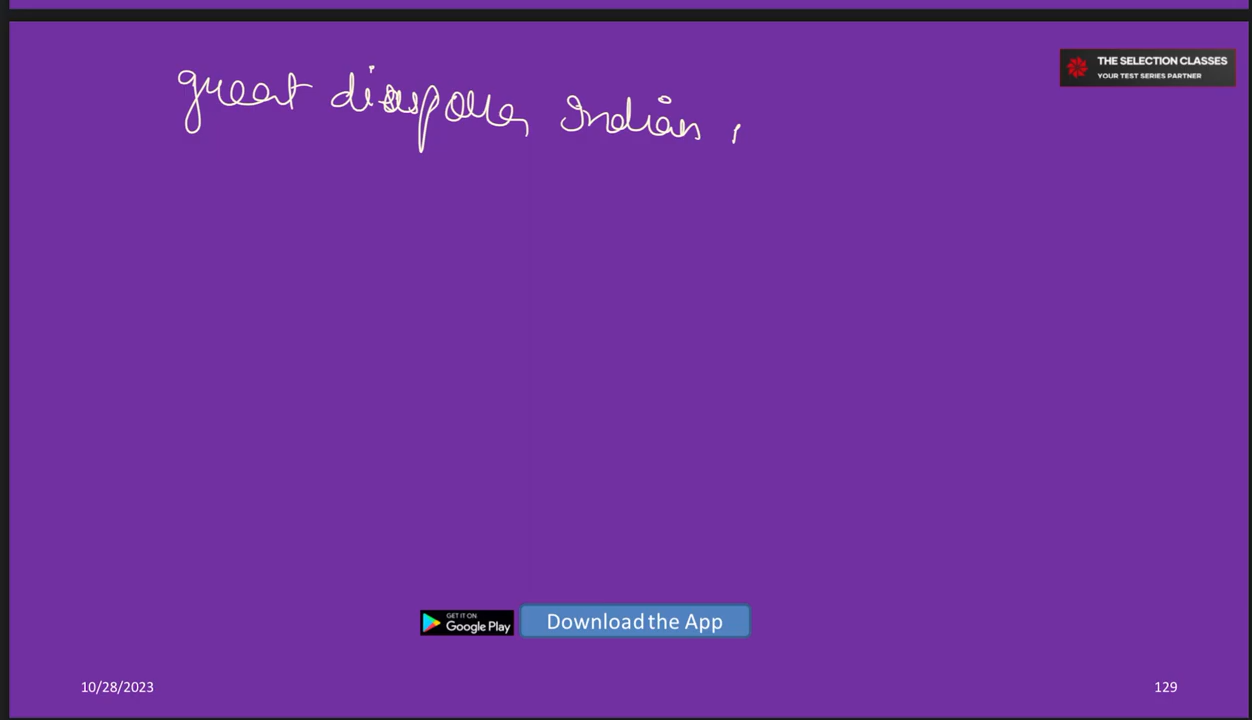 THE SELECTION CLASSES
YOUR TEST SERIES PARTNER
great diaspora, Indian,
GET IT ON
Google Play
Download the App
10/28/2023
129